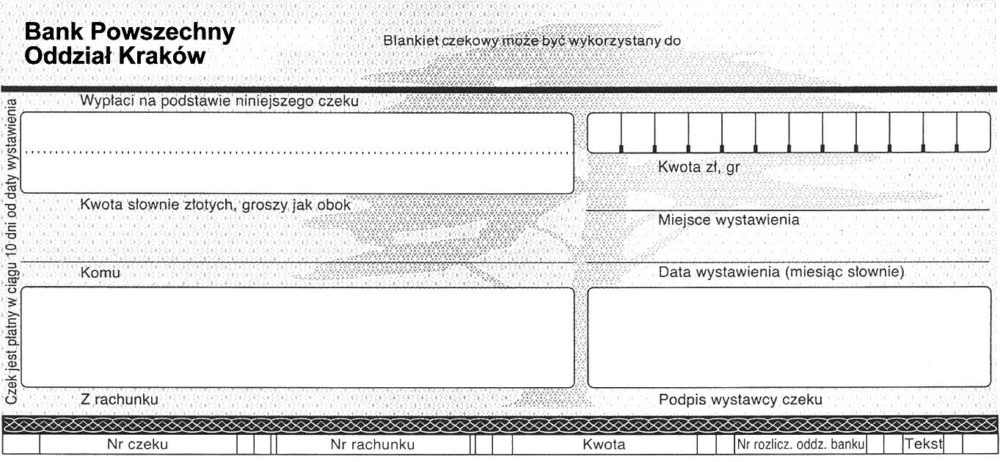 Bank Powszechny
Oddział Kraków
Blankiet czekowy może być wykorzystany do
Czek jest płatny w ciągu 10 dni od daty wystawienia
Wypłaci na podstawie niniejszego czeku
Kwota zł, gr
Kwota słownie złotych, groszy jak obok
Miejsce wystawienia
Komu
Data wystawienia (miesiąc słownie)
Z rachunku
Podpis wystawcy czeku
Nr czeku
Nr rachunku
Kwota
Nr rozlicz. oddz. banku
Tekst